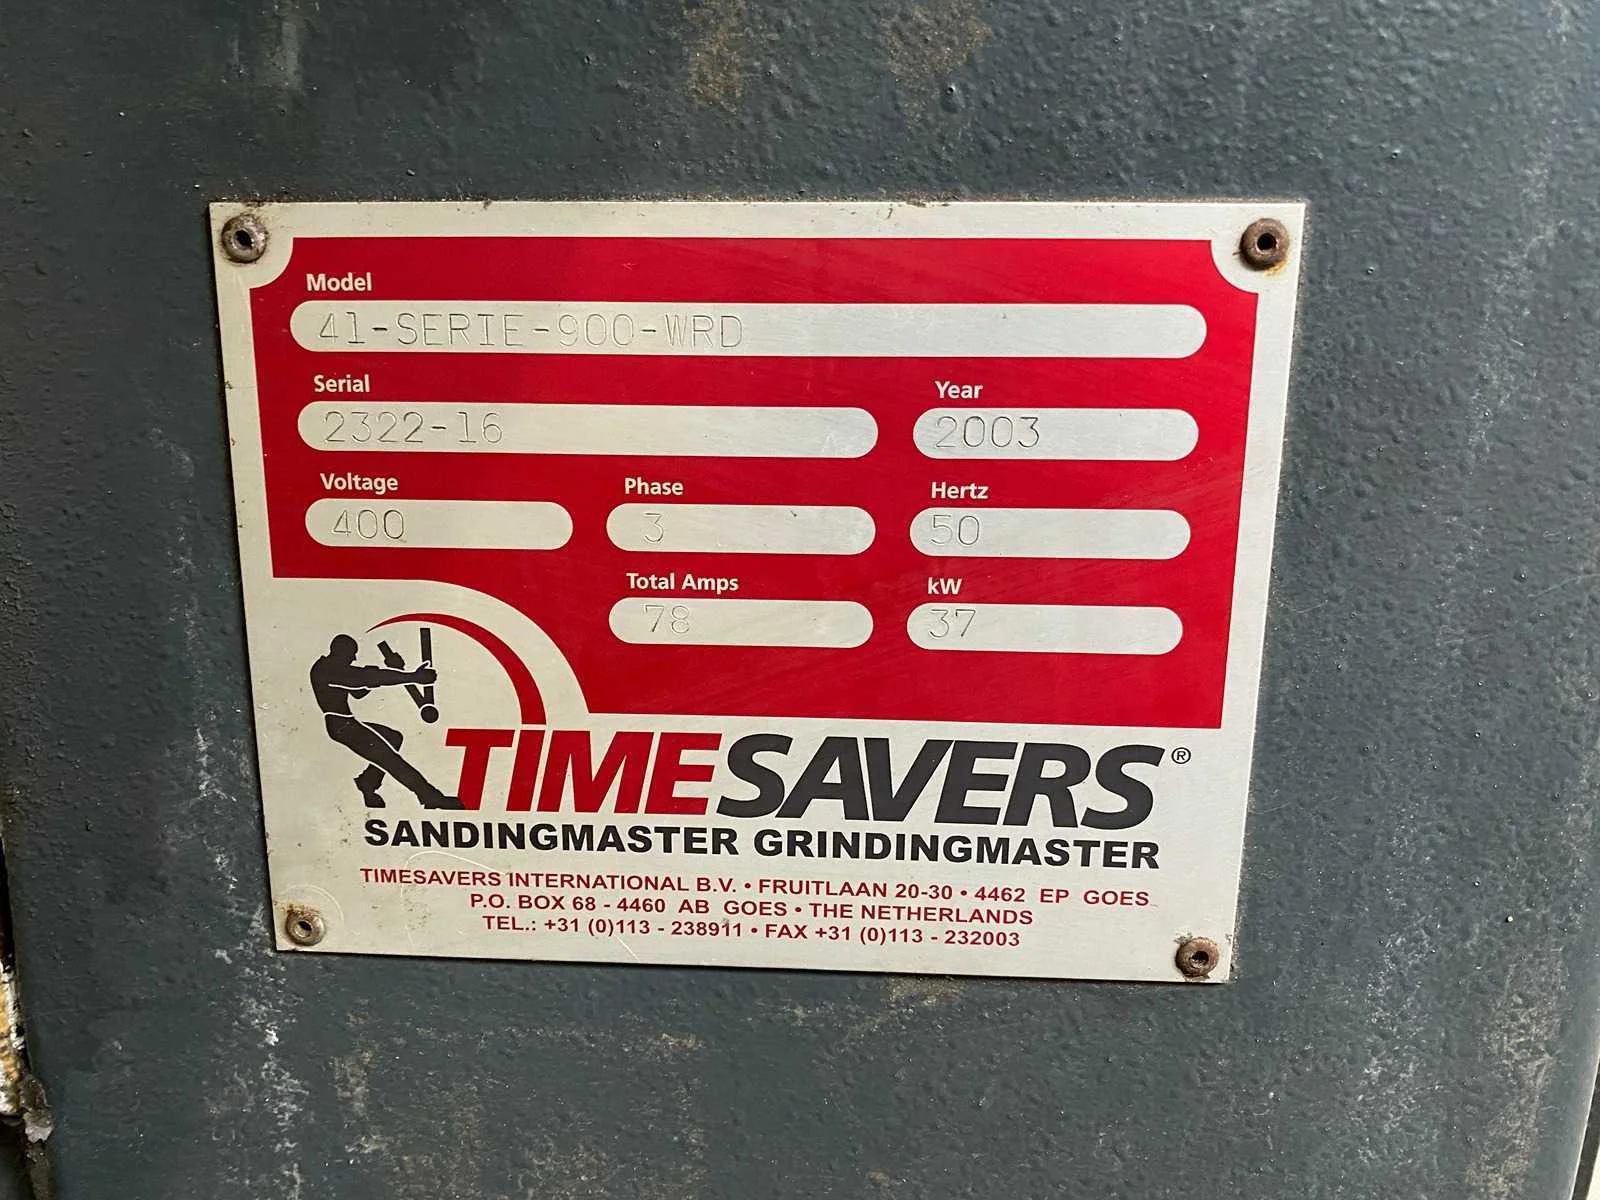 Model
41-SERIE-900-WRD
Serial Year
2322-16 2003
Voltage Phase Hertz
400 3 50
Total Amps kW
78 37
TIMESAVERS®
SANDINGMASTER GRINDINGMASTER
TIMESAVERS INTERNATIONAL B.V. • FRUITLAAN 20-30 • 4462 EP GOES
P.O. BOX 68 - 4460 AB GOES • THE NETHERLANDS
TEL.: +31 (0)113 - 238911 • FAX +31 (0)113 - 232003